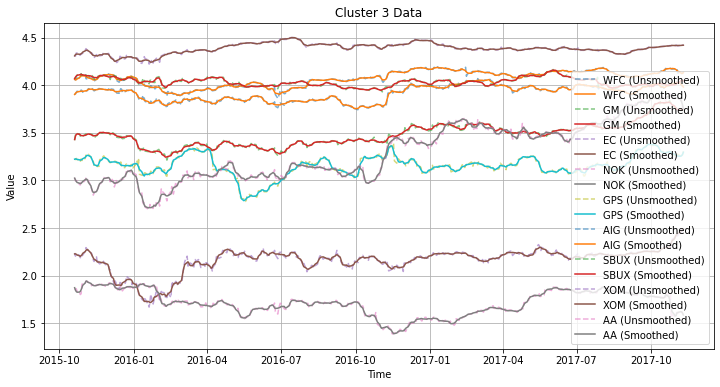 Cluster 3 Data
Value
4.5
4.0
3.5
3.0
2.5
2.0
1.5
WFC (Unsmoothed)
WFC (Smoothed)
GM (Unsmoothed)
GM (Smoothed)
EC (Unsmoothed)
EC (Smoothed)
NOK (Unsmoothed)
NOK (Smoothed)
GPS (Unsmoothed)
GPS (Smoothed)
AIG (Unsmoothed)
AIG (Smoothed)
SBUX (Unsmoothed)
SBUX (Smoothed)
XOM (Unsmoothed)
XOM (Smoothed)
AA (Unsmoothed)
AA (Smoothed)
2015-10 2016-01 2016-04 2016-07 2016-10 2017-01 2017-04 2017-07 2017-10
Time